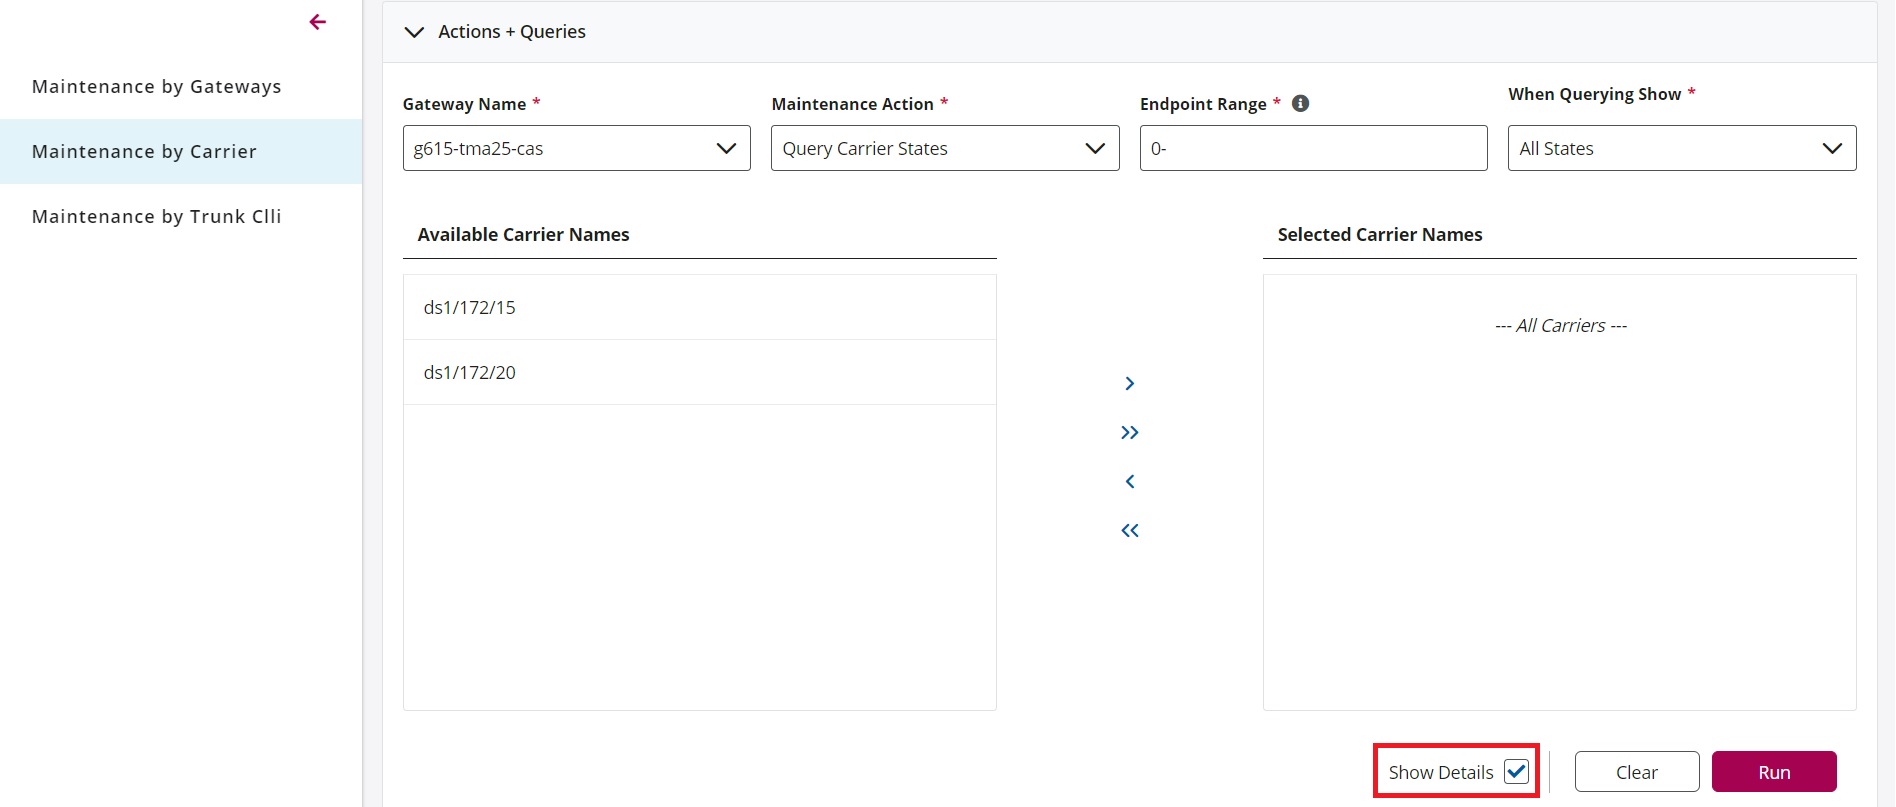 Maintenance by Gateways
Maintenance by Carrier
Maintenance by Trunk Clli
Actions + Queries
Gateway Name *
g615-tma25-cas
Maintenance Action *
Query Carrier States
Endpoint Range *
0-
When Querying Show *
All States
Available Carrier Names
ds1/172/15
ds1/172/20
Selected Carrier Names
--- All Carriers ---
Show Details
Clear
Run